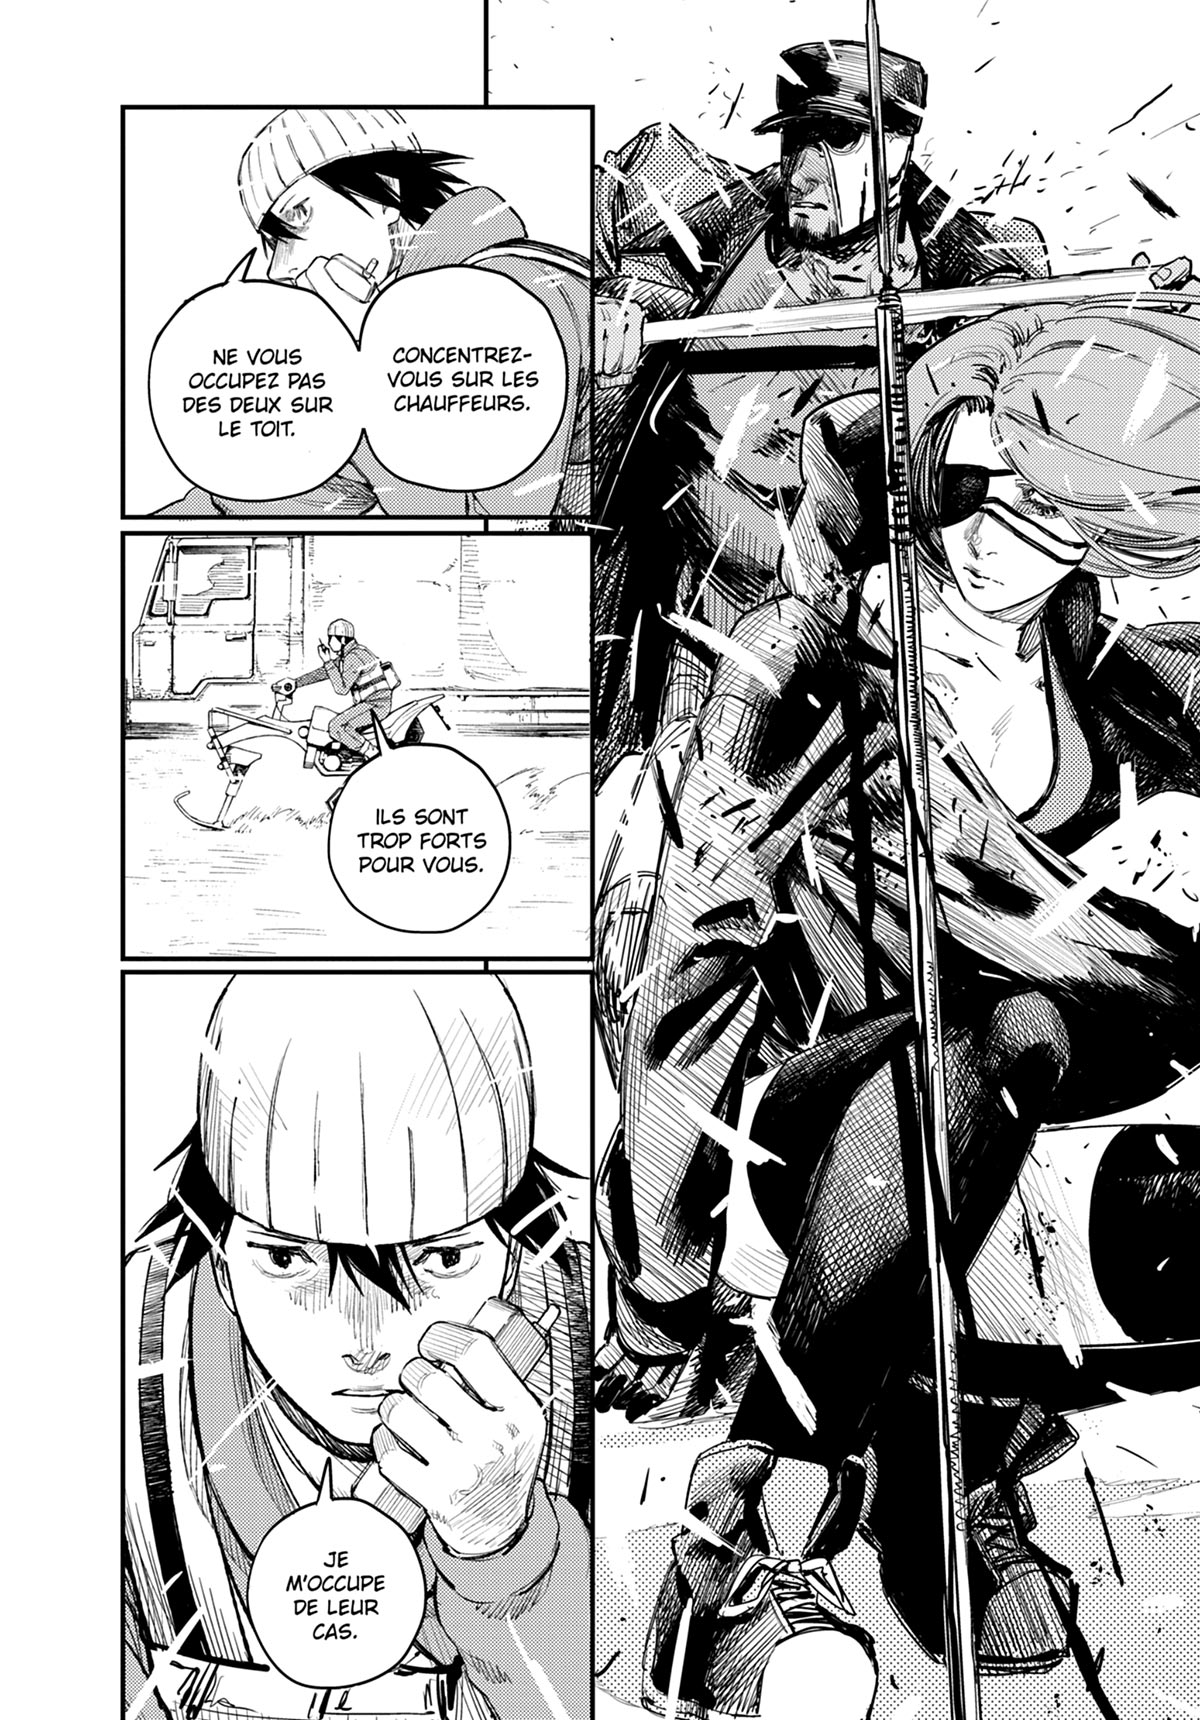 CONCENTREZ-
VOUS SUR LES
CHAUFFEURS.
NE VOUS
OCCUPEZ PAS
DES DEUX SUR
LE TOIT.
ILS SONT
TROP FORTS
POUR VOUS.
JE
M'OCCUPE
DE LEUR
CAS.